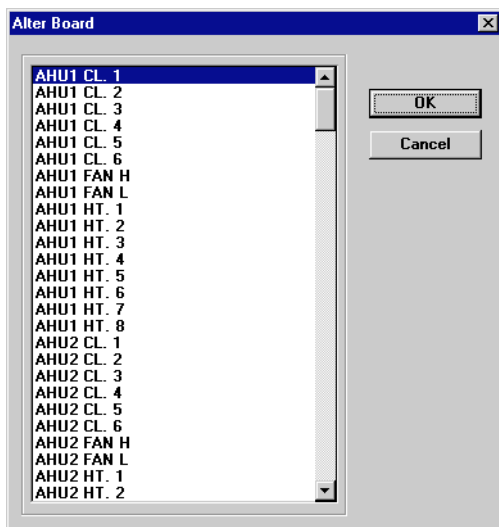 Alter Board
AHU1 CL. 1
AHU1 CL. 2
AHU1 CL. 3
AHU1 CL. 4
AHU1 CL. 5
AHU1 CL. 6
AHU1 FAN H
AHU1 FAN L
AHU1 HT. 1
AHU1 HT. 2
AHU1 HT. 3
AHU1 HT. 4
AHU1 HT. 5
AHU1 HT. 6
AHU1 HT. 7
AHU1 HT. 8
AHU2 CL. 1
AHU2 CL. 2
AHU2 CL. 3
AHU2 CL. 4
AHU2 CL. 5
AHU2 CL. 6
AHU2 FAN H
AHU2 FAN L
AHU2 HT. 1
AHU2 HT. 2
OK
Cancel